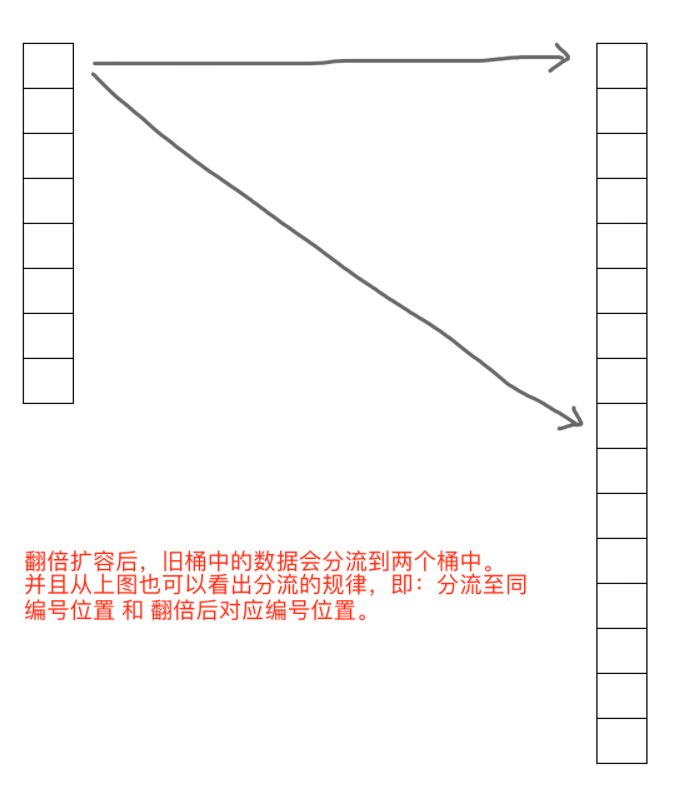 翻倍扩容后，旧桶中的数据会分流到两个桶中。
并且从上图也可以看出分流的规律，即：分流至同
编号位置 和 翻倍后对应编号位置。